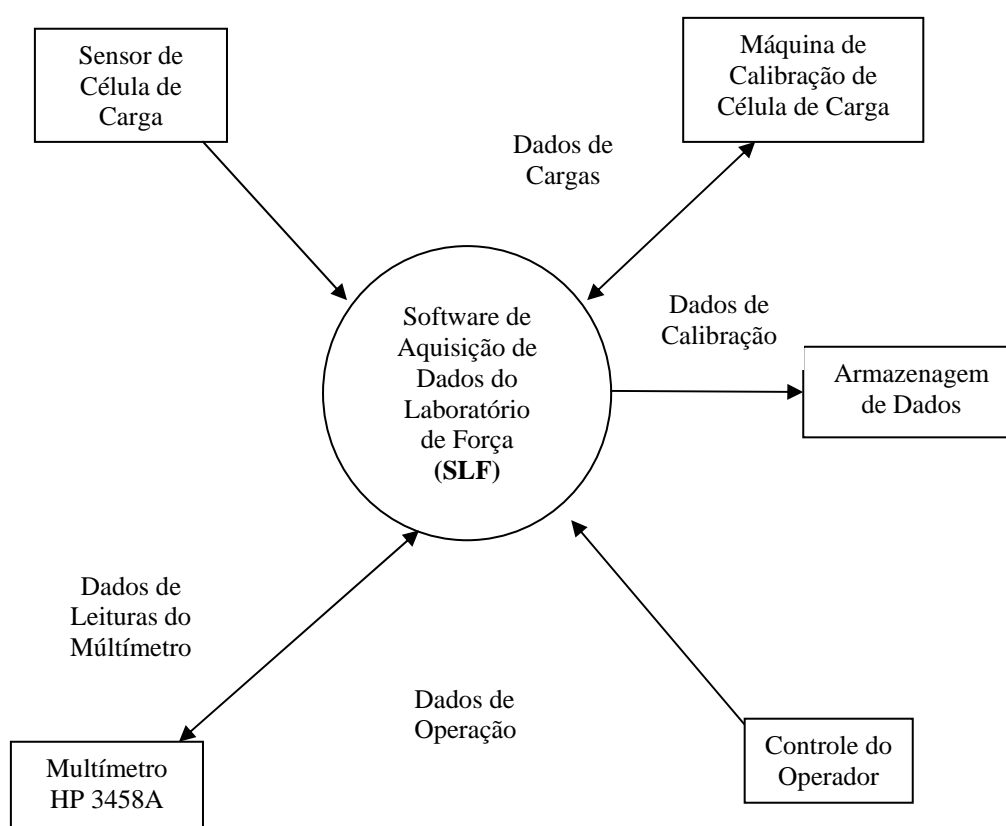 Sensor de
Célula de
Carga
Máquina de
Calibração de
Célula de Carga
Dados de
Cargas
Software de
Aquisição de
Dados do
Laboratório
de Força
(SLF)
Dados de
Calibração
Armazenagem
de Dados
Dados de
Leituras do
Múltímetro
Dados de
Operação
Multímetro
HP 3458A
Controle do
Operador